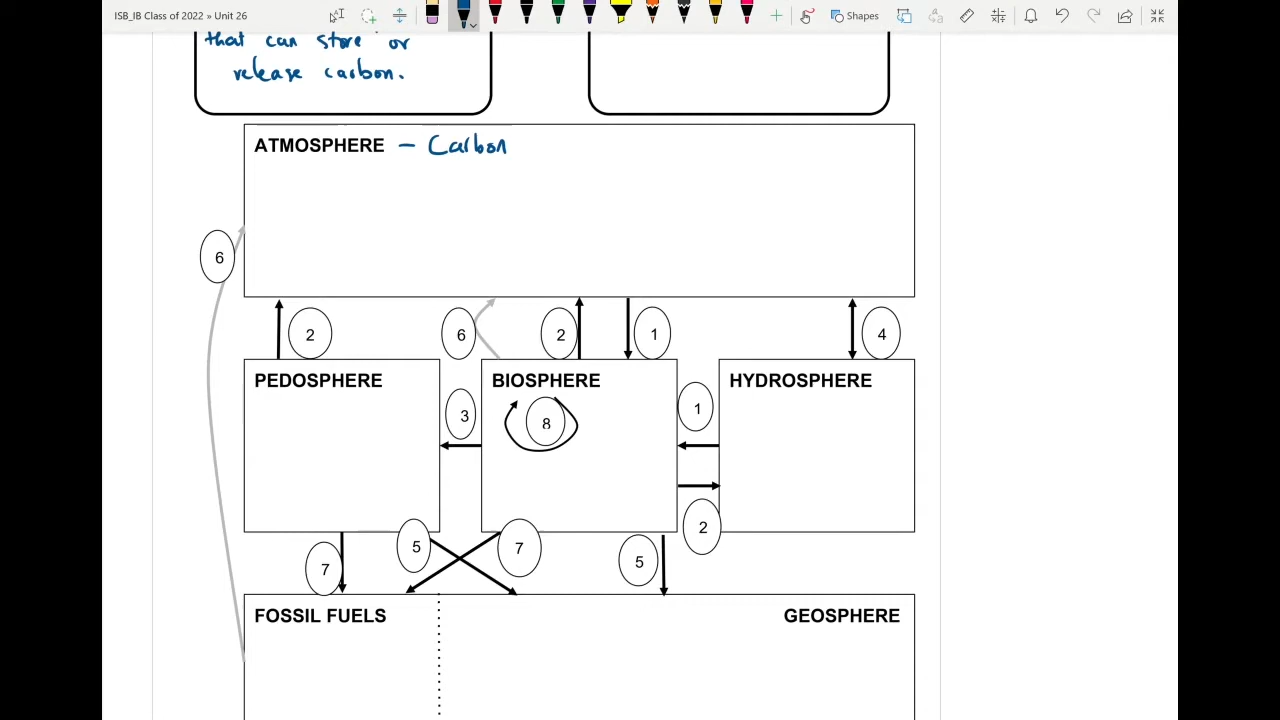 ISB_IB Class of 2022 » Unit 26
Shapes
that can store or
release carbon.
ATMOSPHERE – Carbon
6
2
6
2
1
4
PEDOSPHERE
BIOSPHERE
HYDROSPHERE
3
8
1
2
7
5
7
5
FOSSIL FUELS
GEOSPHERE